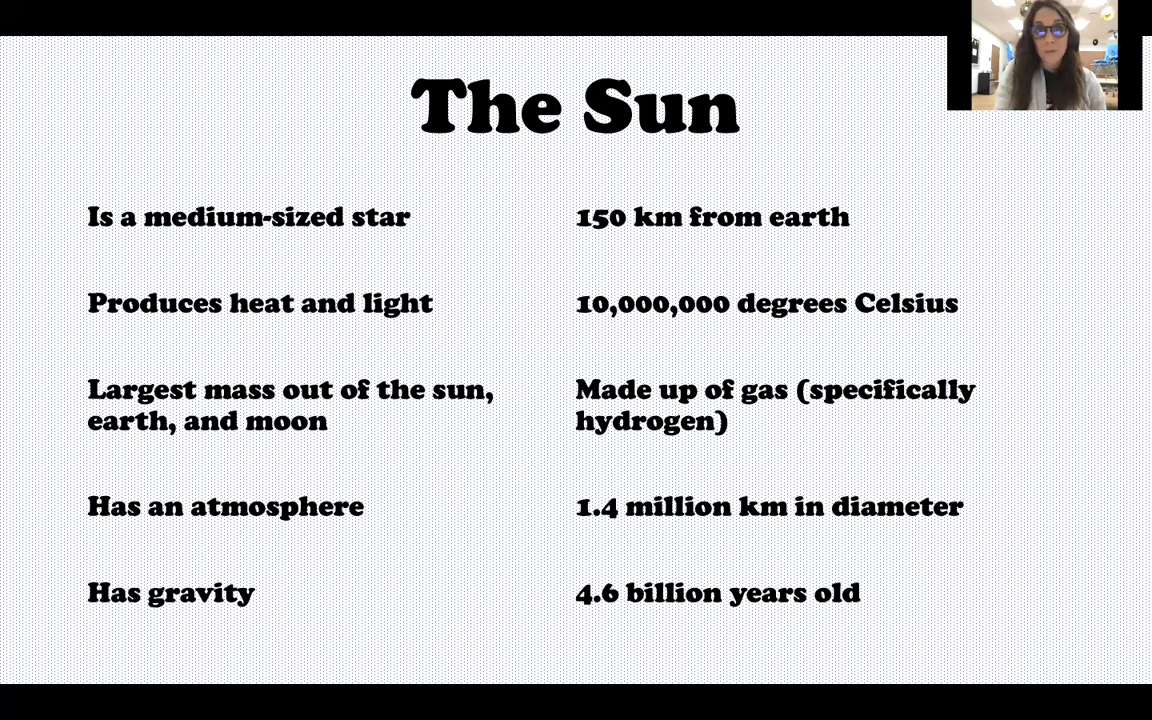 The Sun
Is a medium-sized star
Produces heat and light
Largest mass out of the sun,
earth, and moon
Has an atmosphere
Has gravity
150 km from earth
10,000,000 degrees Celsius
Made up of gas (specifically
hydrogen)
1.4 million km in diameter
4.6 billion years old